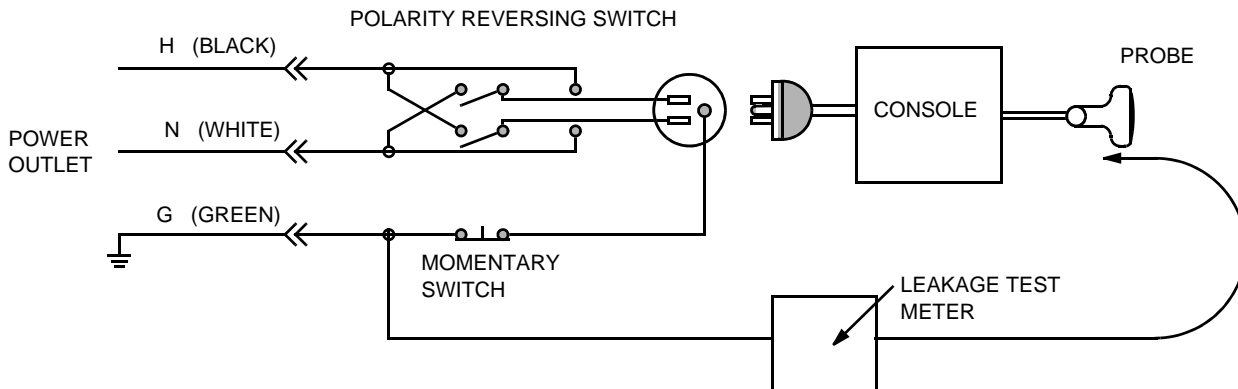 POLARITY REVERSING SWITCH
H (BLACK)
PROBE
CONSOLE
N (WHITE)
POWER
OUTLET
G (GREEN)
MOMENTARY
SWITCH
LEAKAGE TEST
METER